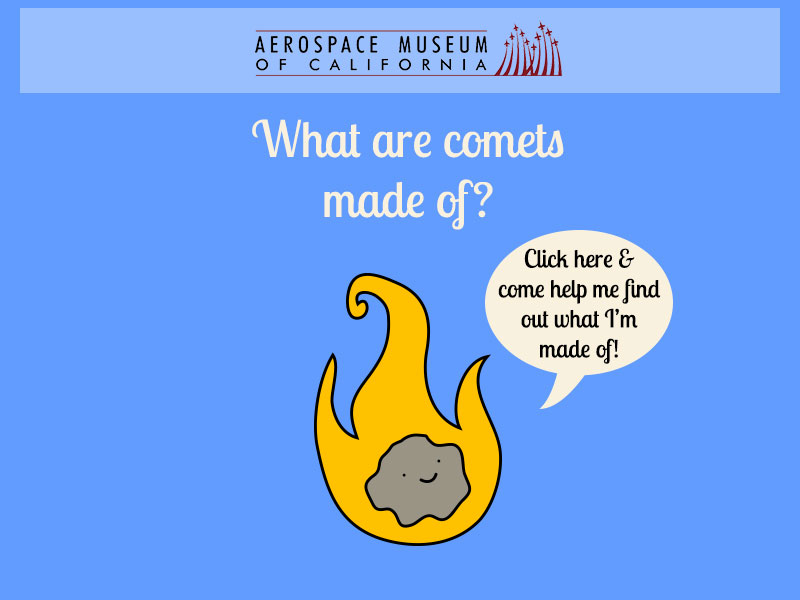 AEROSPACE MUSEUM
OF CALIFORNIA
What are comets
made of?
Click here &
come help me find
out what I'm
made of!